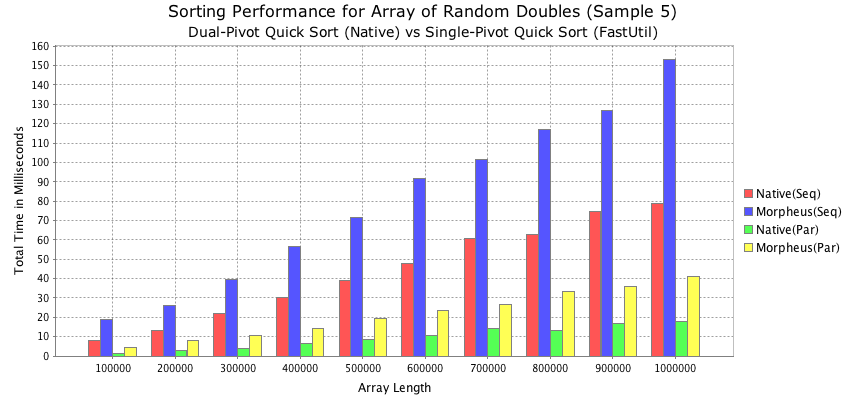 Sorting Performance for Array of Random Doubles (Sample 5)
Dual-Pivot Quick Sort (Native) vs Single-Pivot Quick Sort (FastUtil)
Total Time in Milliseconds
160
150
140
130
120
110
100
90
80
70
60
50
40
30
20
10
0
100000 200000 300000 400000 500000 600000 700000 800000 900000 1000000
Array Length
Native(Seq)
Morpheus(Seq)
Native(Par)
Morpheus(Par)